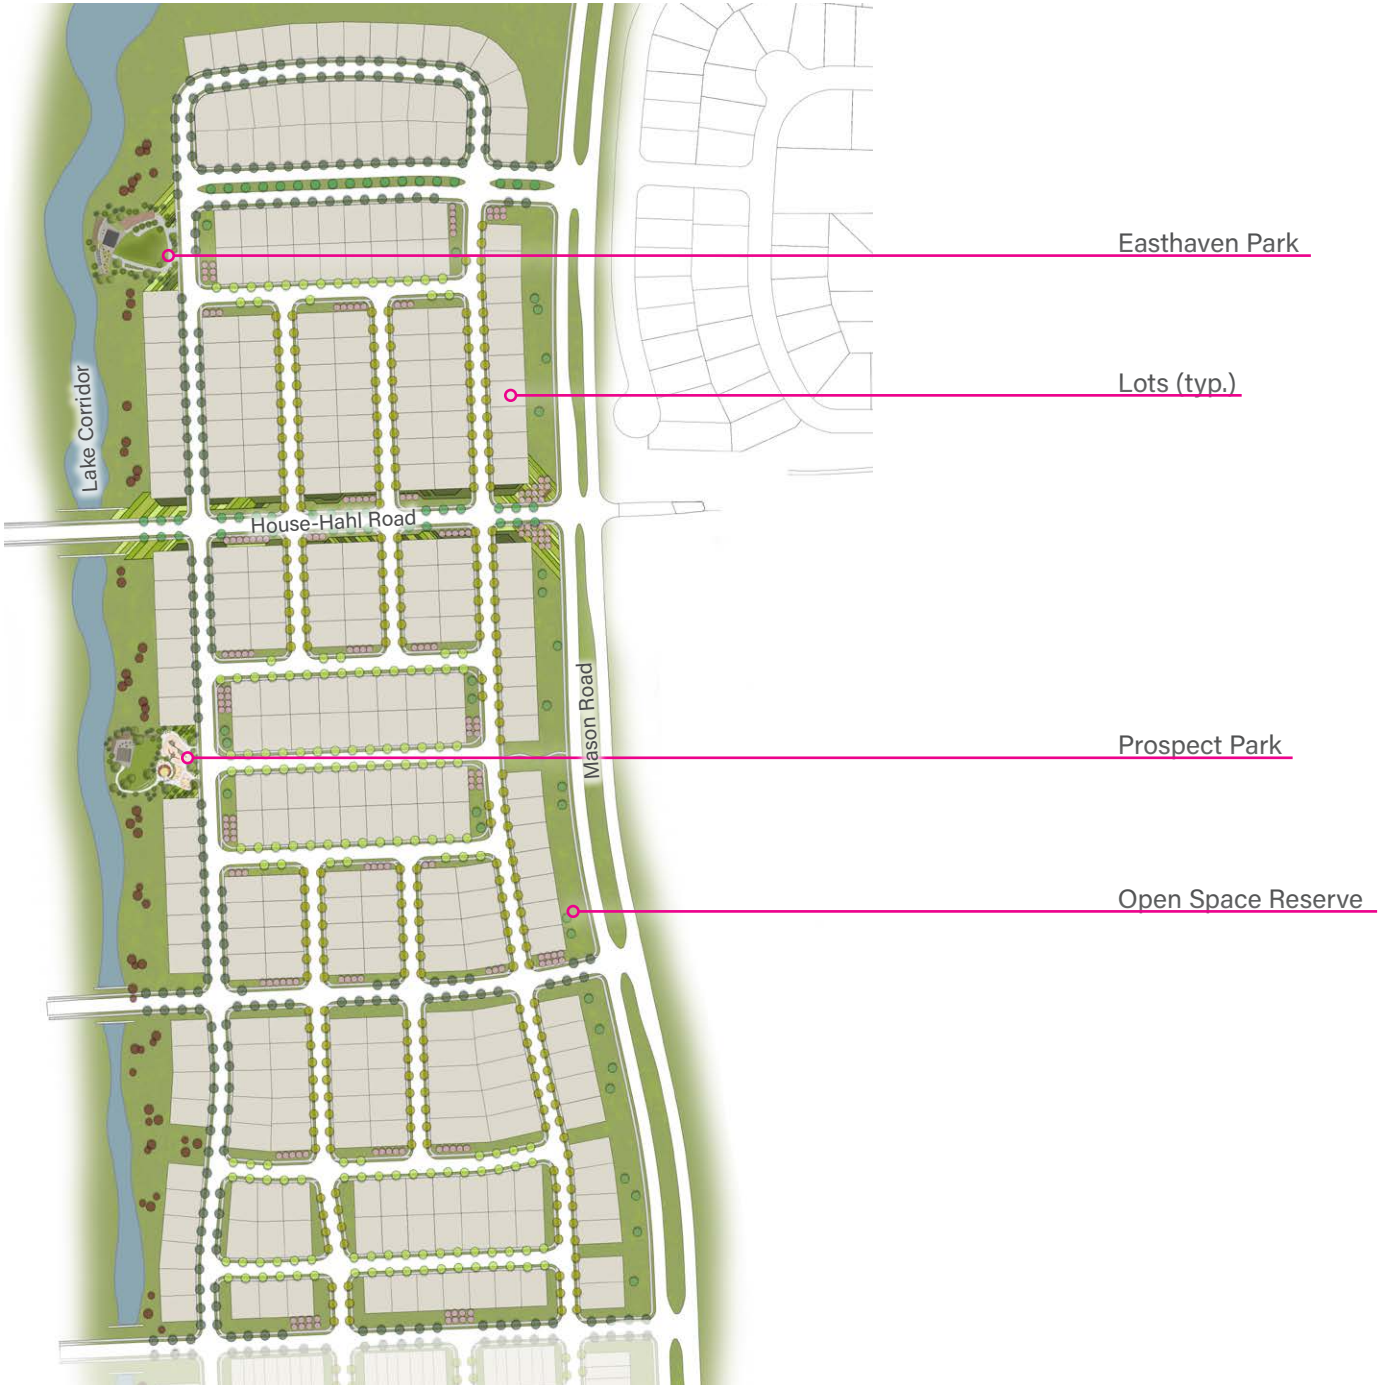 Easthaven Park
Lots (typ.)
Lake Corridor
House-Hahl Road
Mason Road
Prospect Park
Open Space Reserve